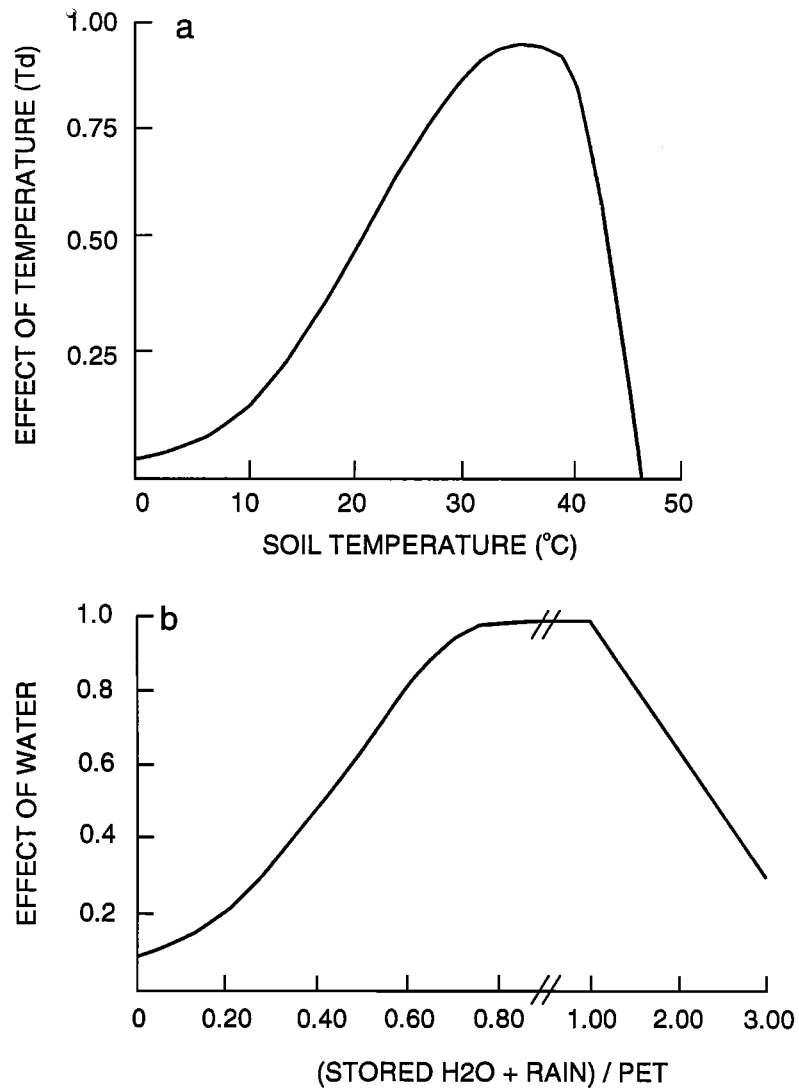 a
EFFECT OF TEMPERATURE (Td)
1.00
0.75
0.50
0.25
0 10 20 30 40 50
SOIL TEMPERATURE (°C)
b
EFFECT OF WATER
1.0
0.8
0.6
0.4
0.2
0 0.20 0.40 0.60 0.80 1.00 2.00 3.00
(STORED H2O + RAIN) / PET